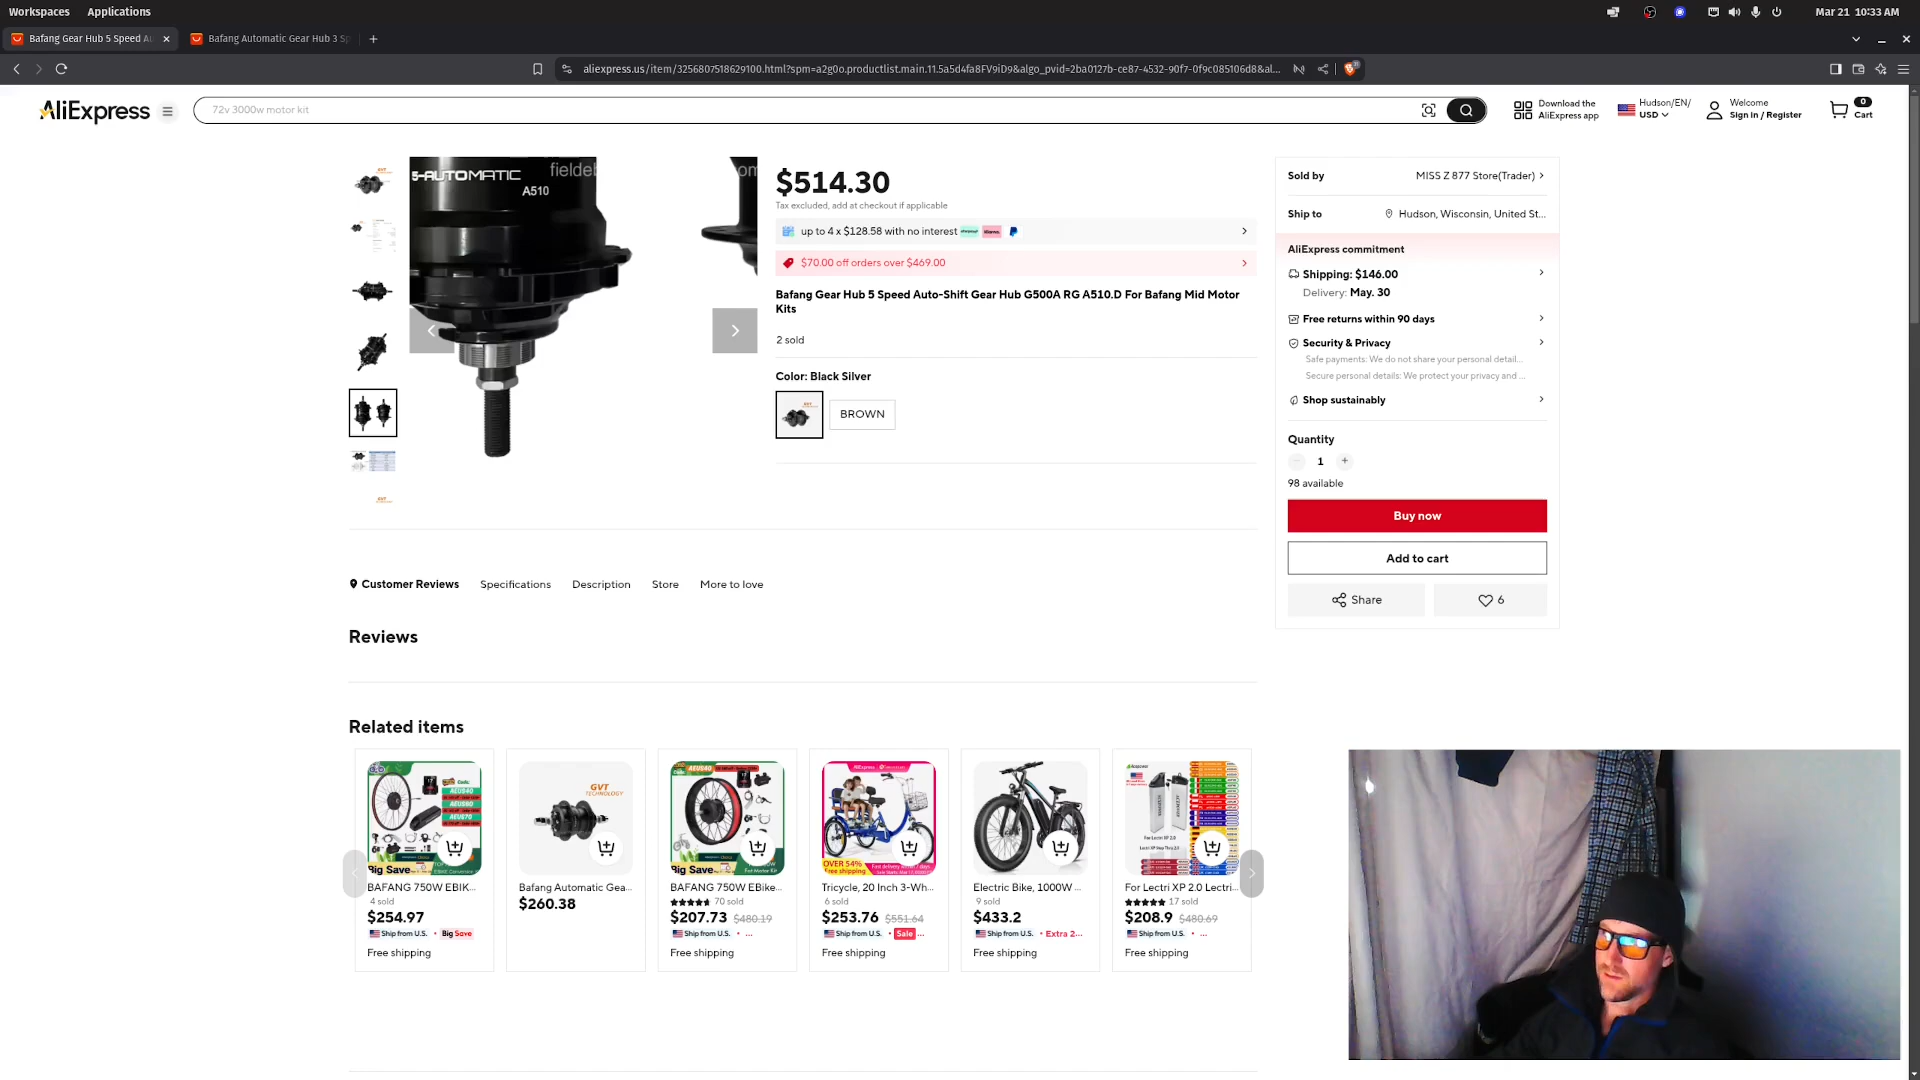 Workspaces Applications
Mar 21 10:33 AM
Bafang Gear Hub 5 Speed Au
Bafang Automatic Gear Hub 3 Sp
aliexpress.us/item/3256807518629100.html?spm=a2g0o.productlist.main.11.5a5d4fa8FV9iD9&algo_pvid=2ba0127b-ce87-4532-90f7-0f9c085106d8&al...
AliExpress
72v 3000w motor kit
Download the
AliExpress app
Hudson/EN/
USD
Welcome
Sign in / Register
0
Cart
5-AUTOMATIC
A510
$514.30
Tax excluded, add at checkout if applicable
up to 4 x $128.58 with no interest
$70.00 off orders over $469.00
Bafang Gear Hub 5 Speed Auto-Shift Gear Hub G500A RG A510.D For Bafang Mid Motor
Kits
2 sold
Color: Black Silver
BROWN
Sold by
MISS Z 877 Store(Trader)
Ship to
Hudson, Wisconsin, United St...
AliExpress commitment
Shipping: $146.00
Delivery: May. 30
Free returns within 90 days
Security & Privacy
Safe payments: We do not share your personal detail...
Secure personal details: We protect your privacy and ...
Shop sustainably
Quantity
1
98 available
Buy now
Add to cart
Share
6
Customer Reviews
Specifications
Description
Store
More to love
Reviews
Related items
BAFANG 750W EBIK...
4 sold
$254.97
Ship from U.S. • Big Save
Free shipping
GVT
TECHNOLOGY
Bafang Automatic Gea...
$260.38
BAFANG 750W EBike...
70 sold
$207.73 $480.19
Ship from U.S. • ...
Free shipping
OVER 54%
Free shipping
Tricycle, 20 Inch 3-Wh...
6 sold
$253.76 $551.64
Ship from U.S. • Sale ...
Free shipping
Electric Bike, 1000W ...
9 sold
$433.2
Ship from U.S. • Extra 2...
Free shipping
For Lectri XP 2.0 Lectri...
17 sold
$208.9 $480.69
Ship from U.S. • ...
Free shipping